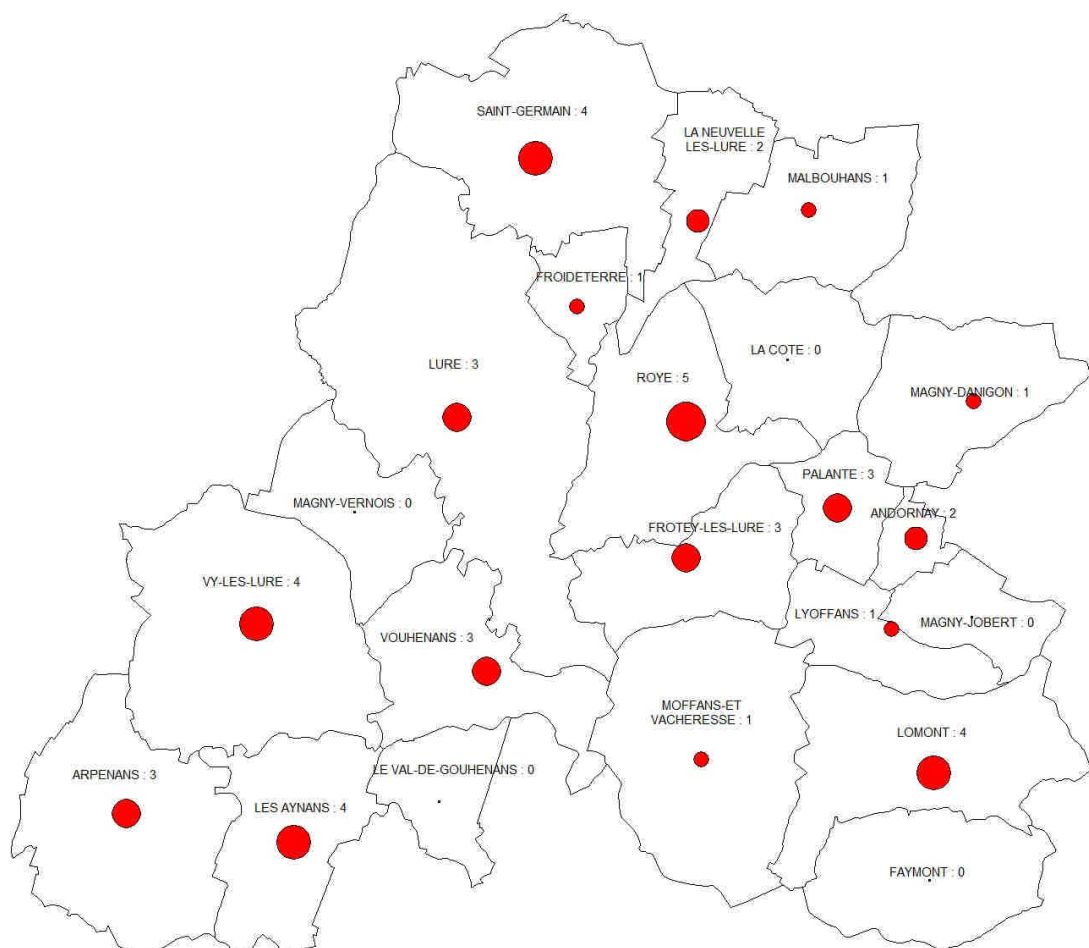 SAINT-GERMAIN : 4
LA NEUVELLE
LES-LURE : 2
MALBOUHANS : 1
FROIDETERRE : 1
LURE : 3
ROYE : 5
LA COTE : 0
MAGNY-DANIGON : 1
PALANTE : 3
MAGNY-VERNOIS : 0
ANDORNAY : 2
FROTEY-LES-LURE : 3
VY-LES-LURE : 4
VOUHENANS : 3
LYOFFANS : 1
MAGNY-JOBERT : 0
MOFFANS-ET
VACHERESSE : 1
LOMONT : 4
ARPENANS : 3
LE VAL-DE-GOUHENANS : 0
LES AYNANS : 4
FAYMONT : 0